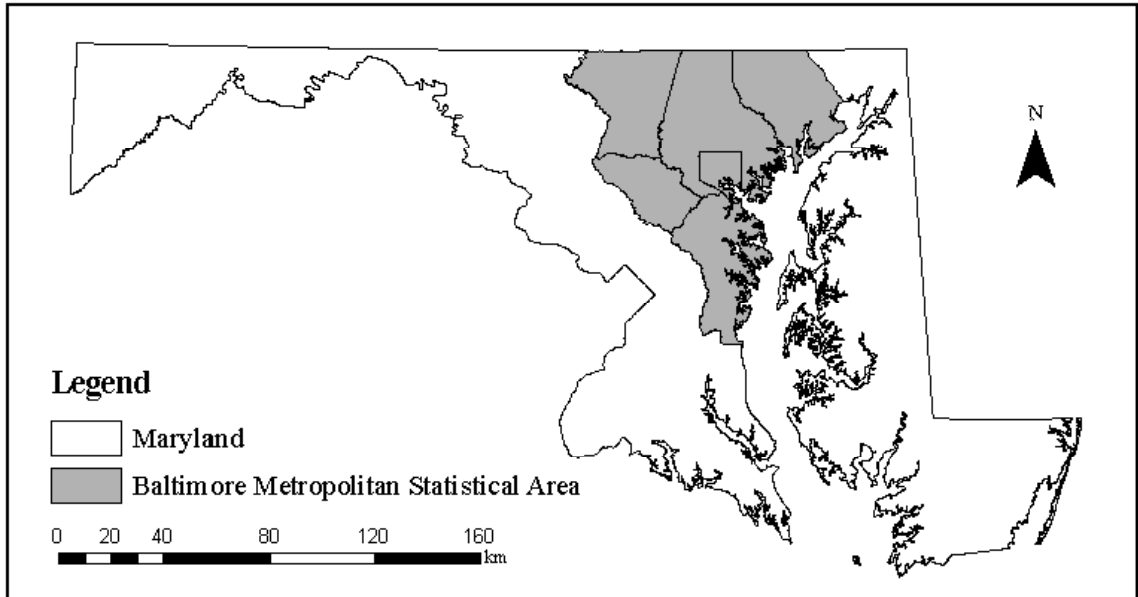 N
Legend
Maryland
Baltimore Metropolitan Statistical Area
0 20 40 80 120 160
km